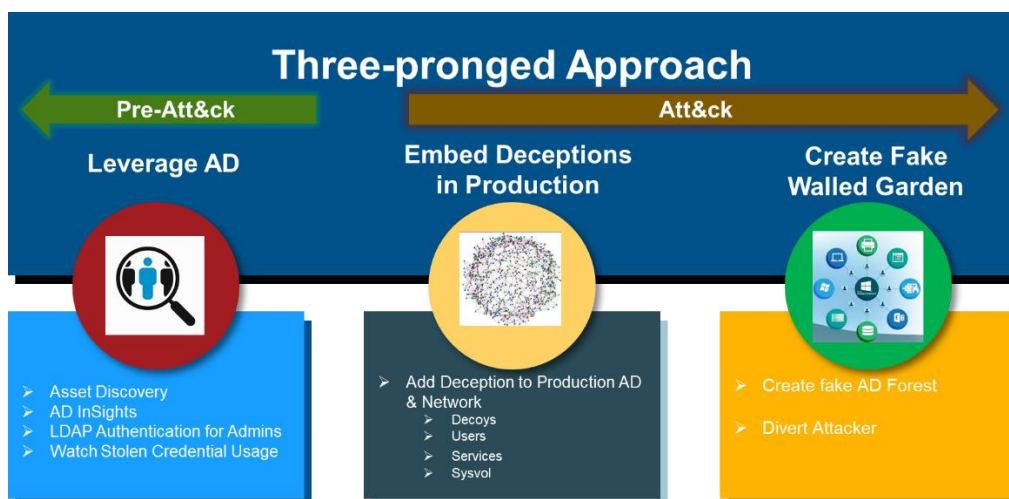 Three-pronged Approach
Pre-Att&ck
Att&ck
Leverage AD
Embed Deceptions
in Production
Create Fake
Walled Garden
➢ Asset Discovery
➢ AD InSights
➢ LDAP Authentication for Admins
➢ Watch Stolen Credential Usage
➢ Add Deception to Production AD
& Network
➢ Decoys
➢ Users
➢ Services
➢ Sysvol
➢ Create fake AD Forest
➢ Divert Attacker